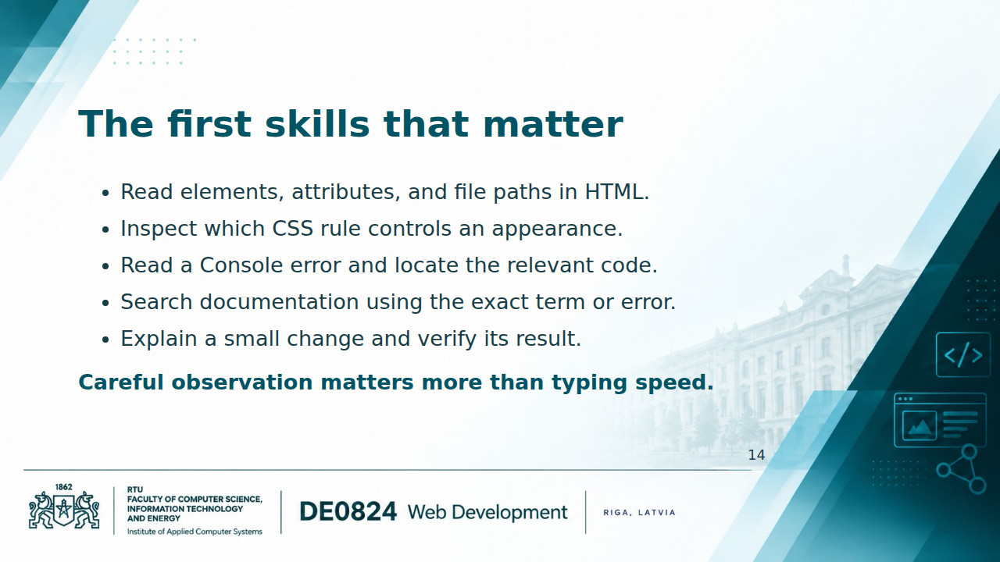 The first skills that matter
• Read elements, attributes, and file paths in HTML.
• Inspect which CSS rule controls an appearance.
• Read a Console error and locate the relevant code.
• Search documentation using the exact term or error.
• Explain a small change and verify its result.
Careful observation matters more than typing speed.
14
1862
RTU
FACULTY OF COMPUTER SCIENCE,
INFORMATION TECHNOLOGY
AND ENERGY
Institute of Applied Computer Systems
DE0824 Web Development
RIGA, LATVIA
</>